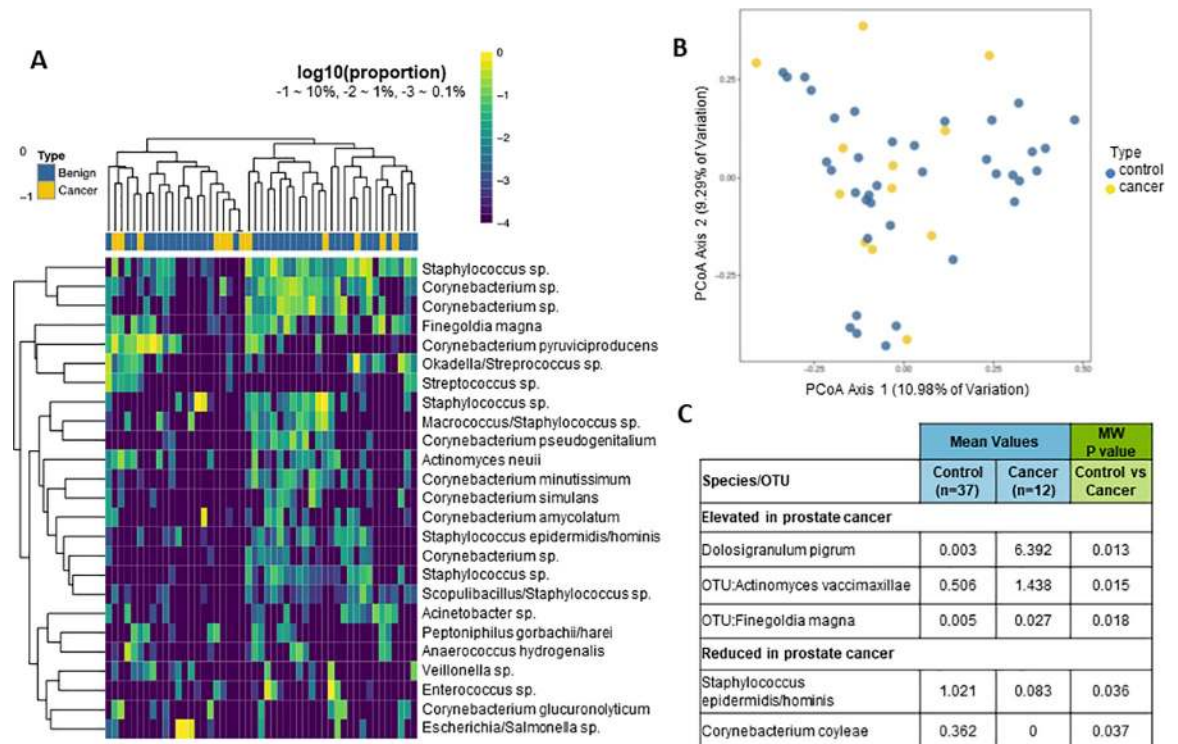 A
log10(proportion)
-1 ~ 10%, -2 ~ 1%, -3 ~ 0.1%
0
−1
−2
−3
−4
0
−1
Type
Benign
Cancer
Staphylococcus sp.
Corynebacterium sp.
Corynebacterium sp.
Finegoldia magna
Corynebacterium pyruviciproducens
Okadella/Streprococcus sp.
Streptococcus sp.
Staphylococcus sp.
Macrococcus/Staphylococcus sp.
Corynebacterium pseudogenitalium
Actinomyces neuii
Corynebacterium minutissimum
Corynebacterium simulans
Corynebacterium amycolatum
Staphylococcus epidermidis/hominis
Corynebacterium sp.
Staphylococcus sp.
Scopulibacillus/Staphylococcus sp.
Acinetobacter sp.
Peptoniphilus gorbachii/harei
Anaerococcus hydrogenalis
Veillonella sp.
Enterococcus sp.
Corynebacterium glucuronolyticum
Escherichia/Salmonella sp.
B
PCoA Axis 2 (9.29% of Variation)
0.25
0.00
-0.25
-0.25
0.00
0.25
0.50
PCoA Axis 1 (10.98% of Variation)
Type
control
cancer
C
Mean Values
MW
P value
Species/OTU
Control
(n=37)
Cancer
(n=12)
Control vs
Cancer
Elevated in prostate cancer
Dolosigranulum pigrum 0.003 6.392 0.013
OTU:Actinomyces vaccimaxillae 0.506 1.438 0.015
OTU:Finegoldia magna 0.005 0.027 0.018
Reduced in prostate cancer
Staphylococcus
epidermidis/hominis 1.021 0.083 0.036
Corynebacterium coyleae 0.362 0 0.037